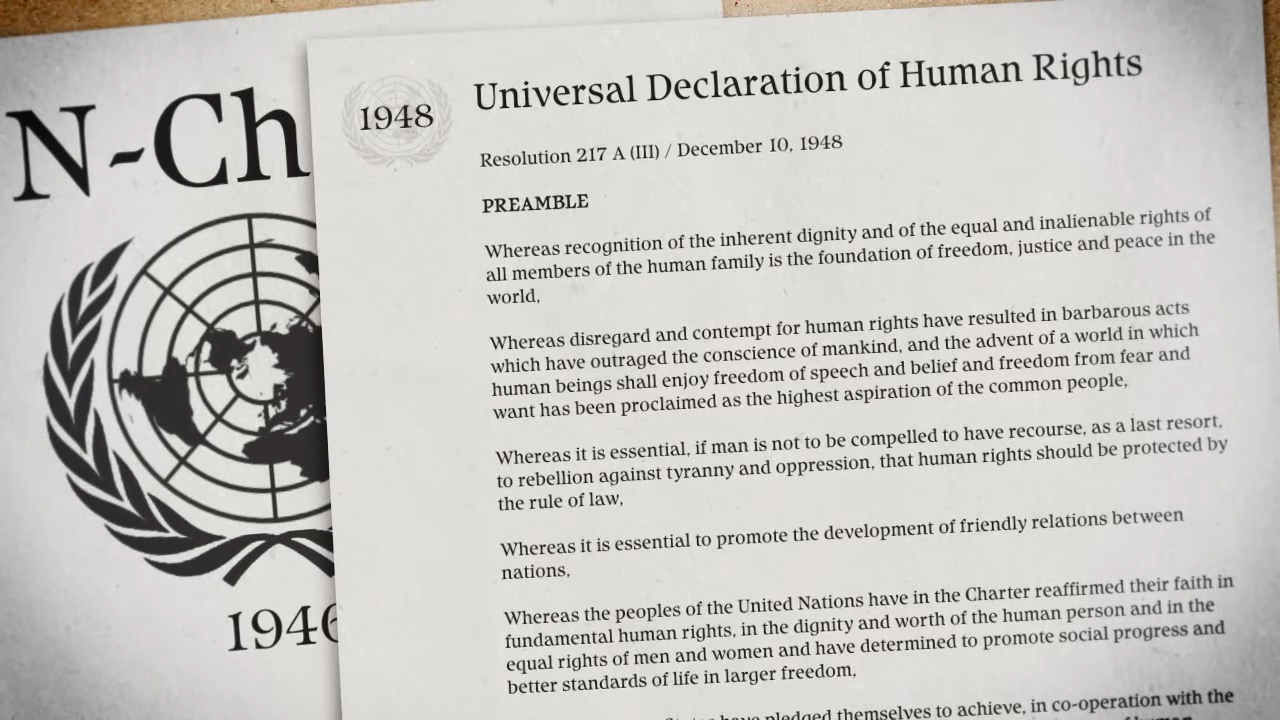 N-Ch
1946
1948
Universal Declaration of Human Rights
Resolution 217 A (III) / December 10, 1948
PREAMBLE
Whereas recognition of the inherent dignity and of the equal and inalienable rights of
all members of the human family is the foundation of freedom, justice and peace in the
world,
Whereas disregard and contempt for human rights have resulted in barbarous acts
which have outraged the conscience of mankind, and the advent of a world in which
human beings shall enjoy freedom of speech and belief and freedom from fear and
want has been proclaimed as the highest aspiration of the common people,
Whereas it is essential, if man is not to be compelled to have recourse, as a last resort,
to rebellion against tyranny and oppression, that human rights should be protected by
the rule of law,
Whereas it is essential to promote the development of friendly relations between
nations,
Whereas the peoples of the United Nations have in the Charter reaffirmed their faith in
fundamental human rights, in the dignity and worth of the human person and in the
equal rights of men and women and have determined to promote social progress and
better standards of life in larger freedom,
have pledged themselves to achieve, in co-operation with the